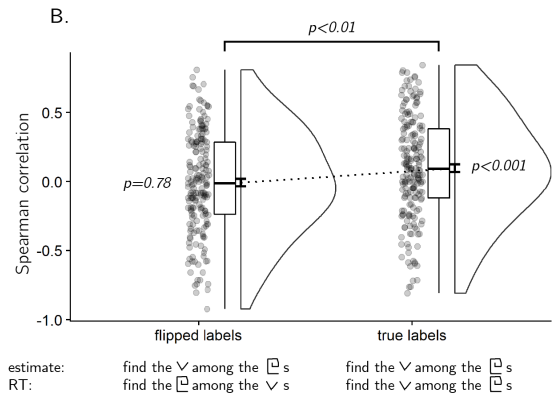 B.
p<0.01
Spearman correlation
0.5
0.0
-0.5
-1.0
p=0.78
p<0.001
flipped labels
true labels
estimate: find the among the s find the among the s
RT: find the among the s find the among the s